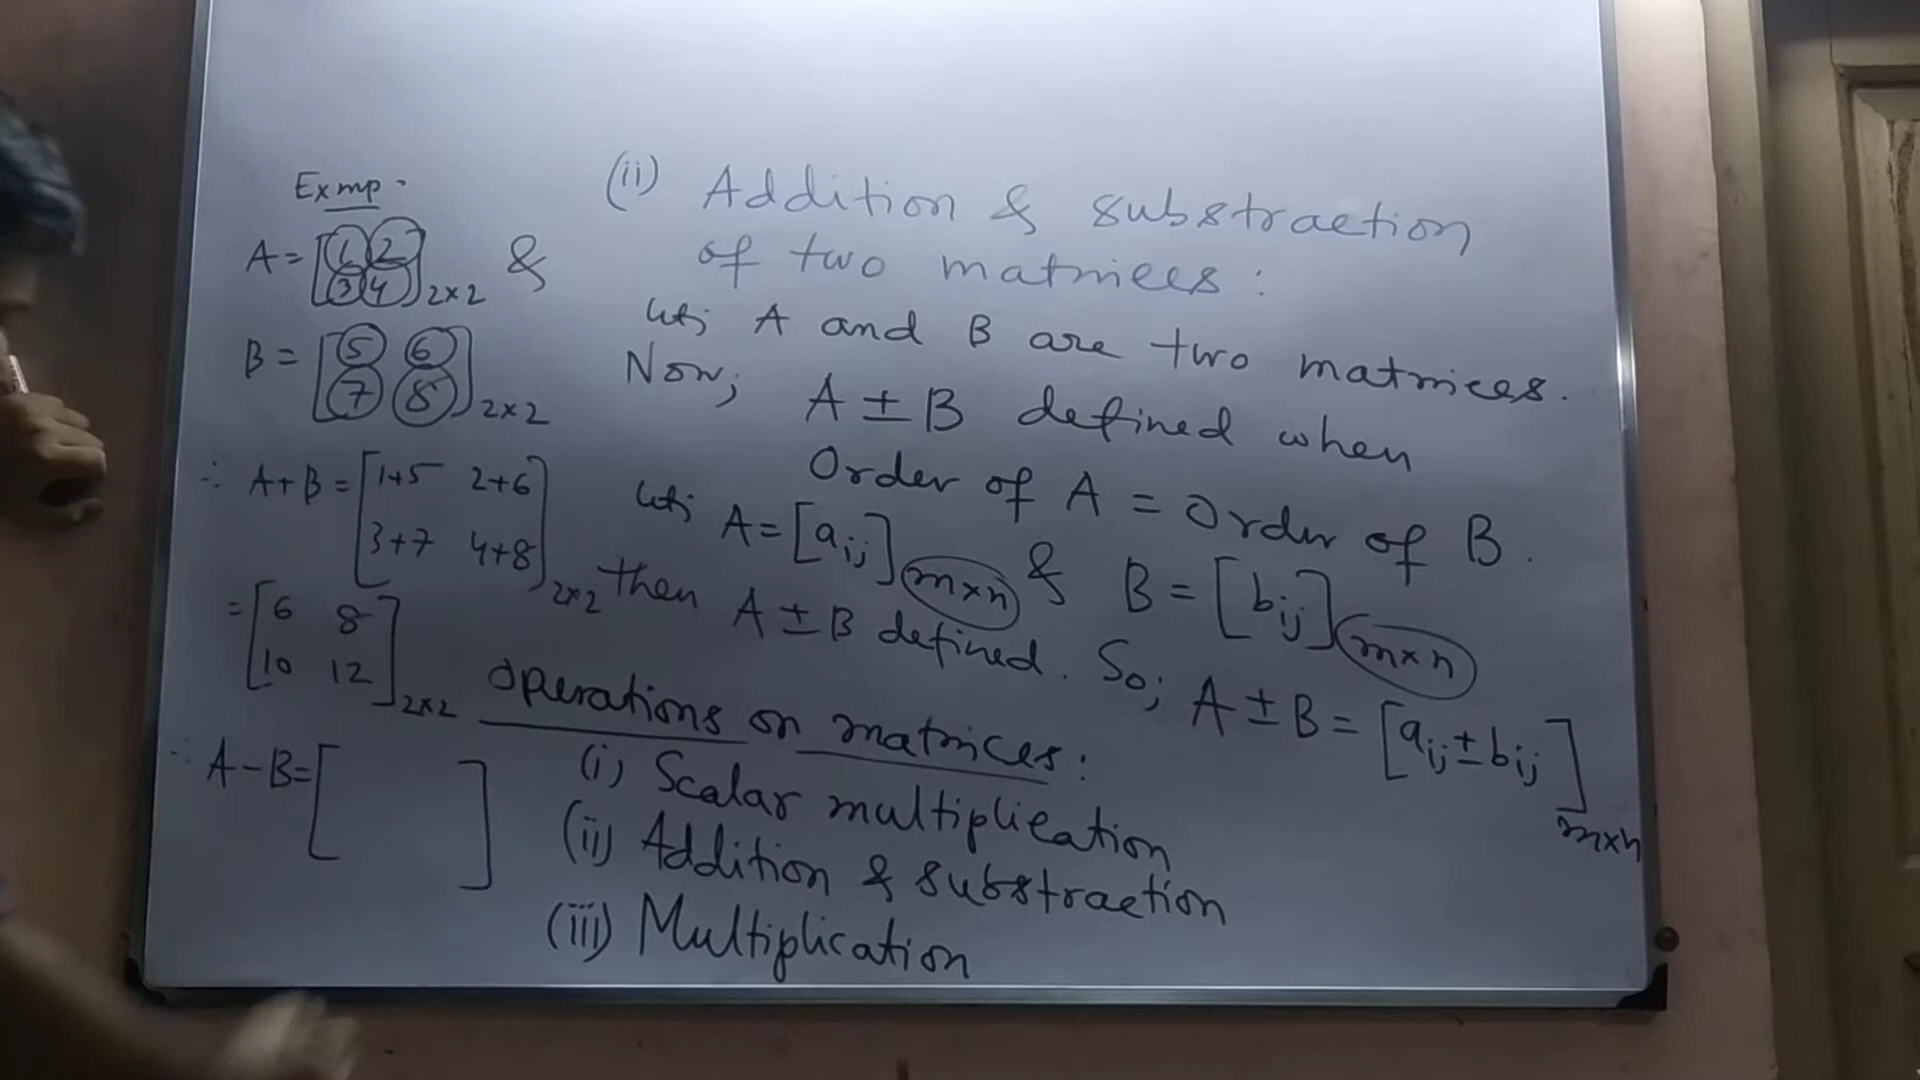 Exmp.
A = [1 2
3 4] 2×2 &
B = [5 6
7 8] 2×2
∴ A+B = [1+5 2+6
3+7 4+8] 2×2
= [6 8
10 12] 2×2
∴ A-B = [ ]
(ii) Addition & substraction
of two matrices :
Let; A and B are two matrices.
Now; A ± B defined when
Order of A = Order of B.
Let; A = [aij] m×n & B = [bij] m×n
then A ± B defined. So; A ± B = [aij ± bij] m×n
operations on matrices :
(i) Scalar multiplication
(ii) Addition & substraction
(iii) Multiplication